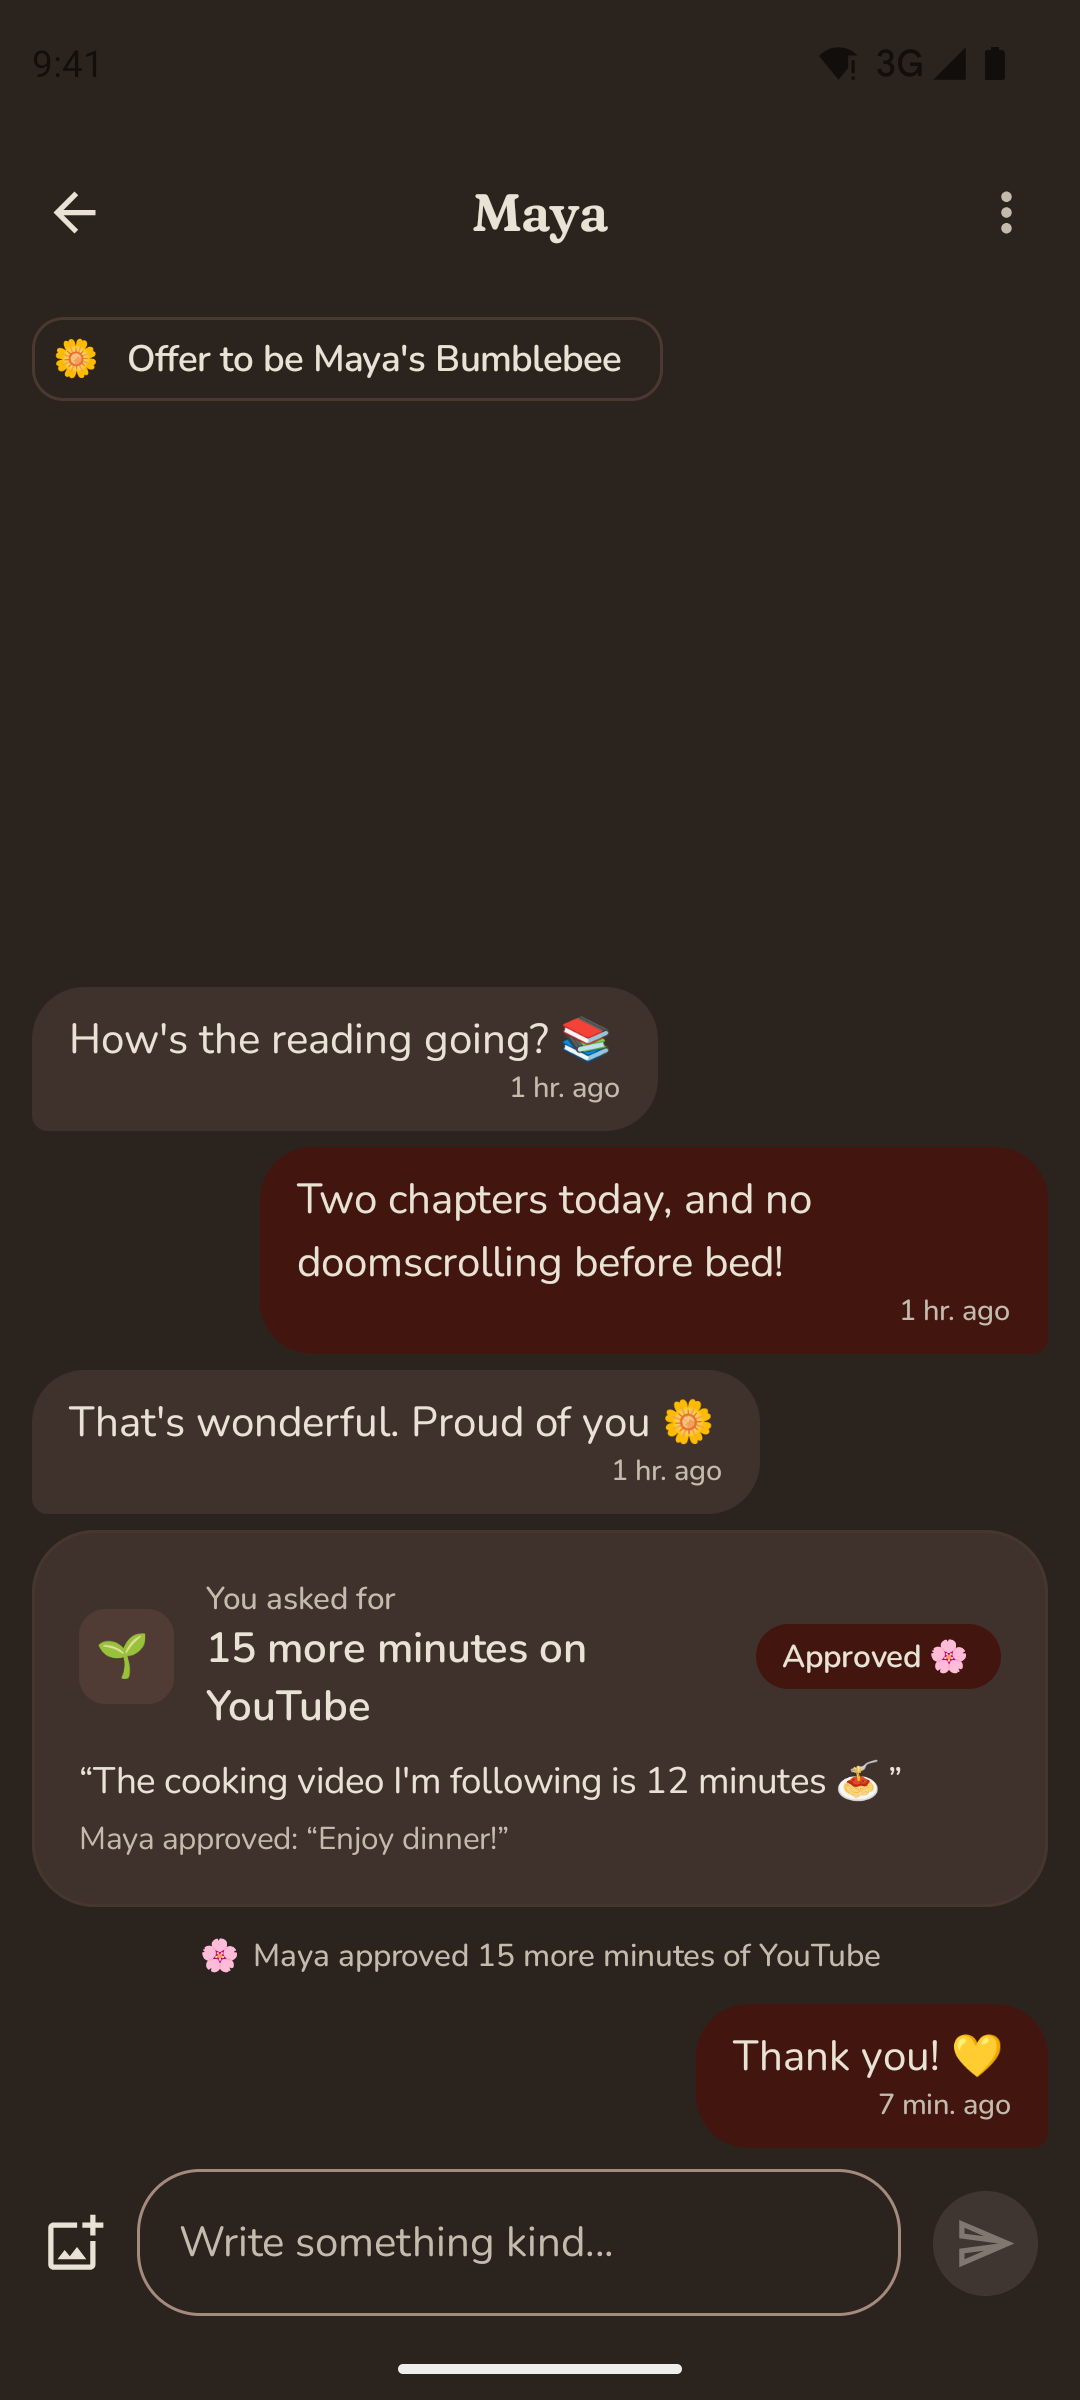 9:41
3G
Maya
🌼 Offer to be Maya's Bumblebee
How's the reading going? 📚
1 hr. ago
Two chapters today, and no
doomscrolling before bed!
1 hr. ago
That's wonderful. Proud of you 🌼
1 hr. ago
You asked for
15 more minutes on
YouTube
Approved 🌸
“The cooking video I'm following is 12 minutes 🍝 ”
Maya approved: “Enjoy dinner!”
🌸 Maya approved 15 more minutes of YouTube
Thank you! 💛
7 min. ago
Write something kind...